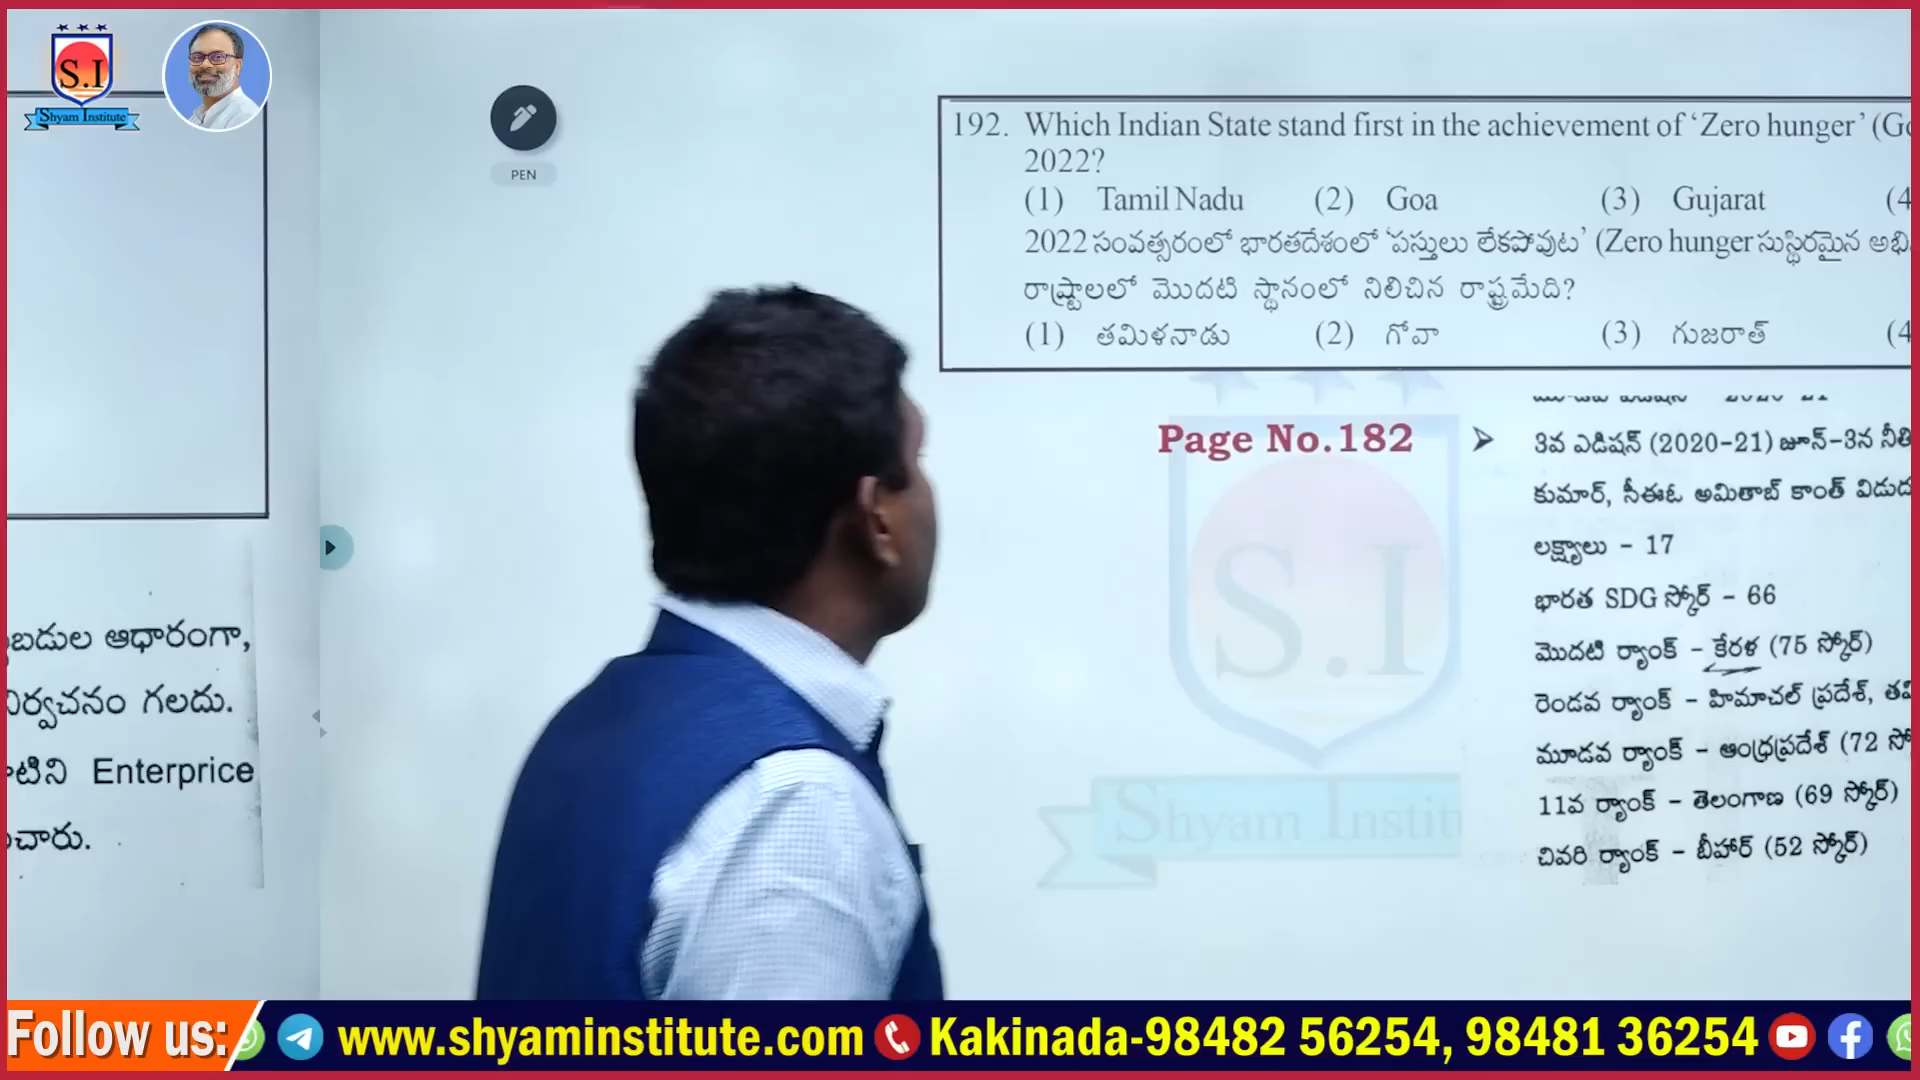 S.I
Shyam Institute
PEN
192. Which Indian State stand first in the achievement of ‘Zero hunger’
2022?
(1) Tamil Nadu (2) Goa (3) Gujarat (4
2022 సంవత్సరంలో భారతదేశంలో ‘పస్తులు లేకపోవుట’ (Zero hunger సుస్థిరమైన
రాష్ట్రాలలో మొదటి స్థానంలో నిలిచిన రాష్ట్రమేది?
(1) తమిళనాడు (2) గోవా (3) గుజరాత్ (4
Page No.182
➤ 3వ ఎడిషన్ (2020-21) జూన్-3న నీతి
కుమార్, సీఈఓ అమితాబ్ కాంత్
లక్ష్యాలు - 17
భారత SDG స్కోర్ - 66
మొదటి ర్యాంక్ - కేరళ (75 స్కోర్)
రెండవ ర్యాంక్ - హిమాచల్ ప్రదేశ్,
మూడవ ర్యాంక్ - ఆంధ్రప్రదేశ్ (72
11వ ర్యాంక్ - తెలంగాణ (69 స్కోర్)
చివరి ర్యాంక్ - బీహార్ (52 స్కోర్)
ఆధారంగా,
నిర్వచనం గలదు.
Enterprice
S.I
Shyam Institut
Follow us: www.shyaminstitute.com Kakinada-98482 56254, 98481 36254